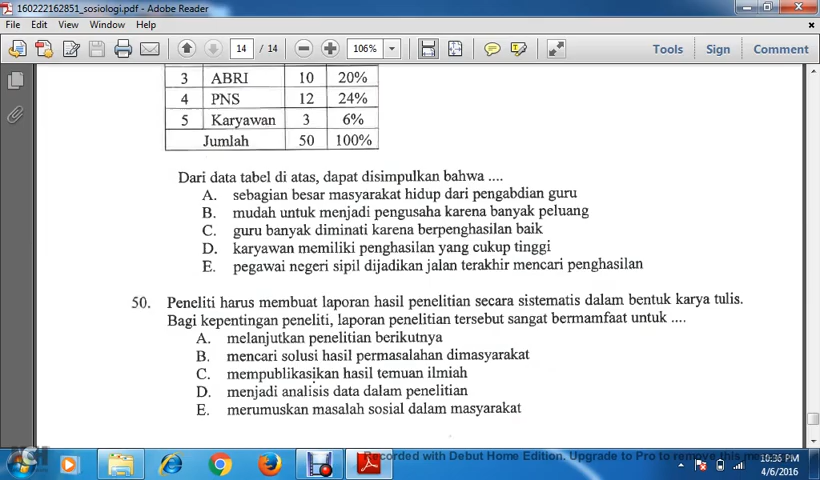 160222162851_sosiologi.pdf - Adobe Reader
File Edit View Window Help
14 / 14 106% Tools Sign Comment
3 ABRI 10 20%
4 PNS 12 24%
5 Karyawan 3 6%
Jumlah 50 100%
Dari data tabel di atas, dapat disimpulkan bahwa ....
A. sebagian besar masyarakat hidup dari pengabdian guru
B. mudah untuk menjadi pengusaha karena banyak peluang
C. guru banyak diminati karena berpenghasilan baik
D. karyawan memiliki penghasilan yang cukup tinggi
E. pegawai negeri sipil dijadikan jalan terakhir mencari penghasilan
50. Peneliti harus membuat laporan hasil penelitian secara sistematis dalam bentuk karya tulis.
Bagi kepentingan peneliti, laporan penelitian tersebut sangat bermamfaat untuk ....
A. melanjutkan penelitian berikutnya
B. mencari solusi hasil permasalahan dimasyarakat
C. mempublikasikan hasil temuan ilmiah
D. menjadi analisis data dalam penelitian
E. merumuskan masalah sosial dalam masyarakat
Recorded with Debut Home Edition. Upgrade to Pro to remove this
10:36 PM
4/6/2016